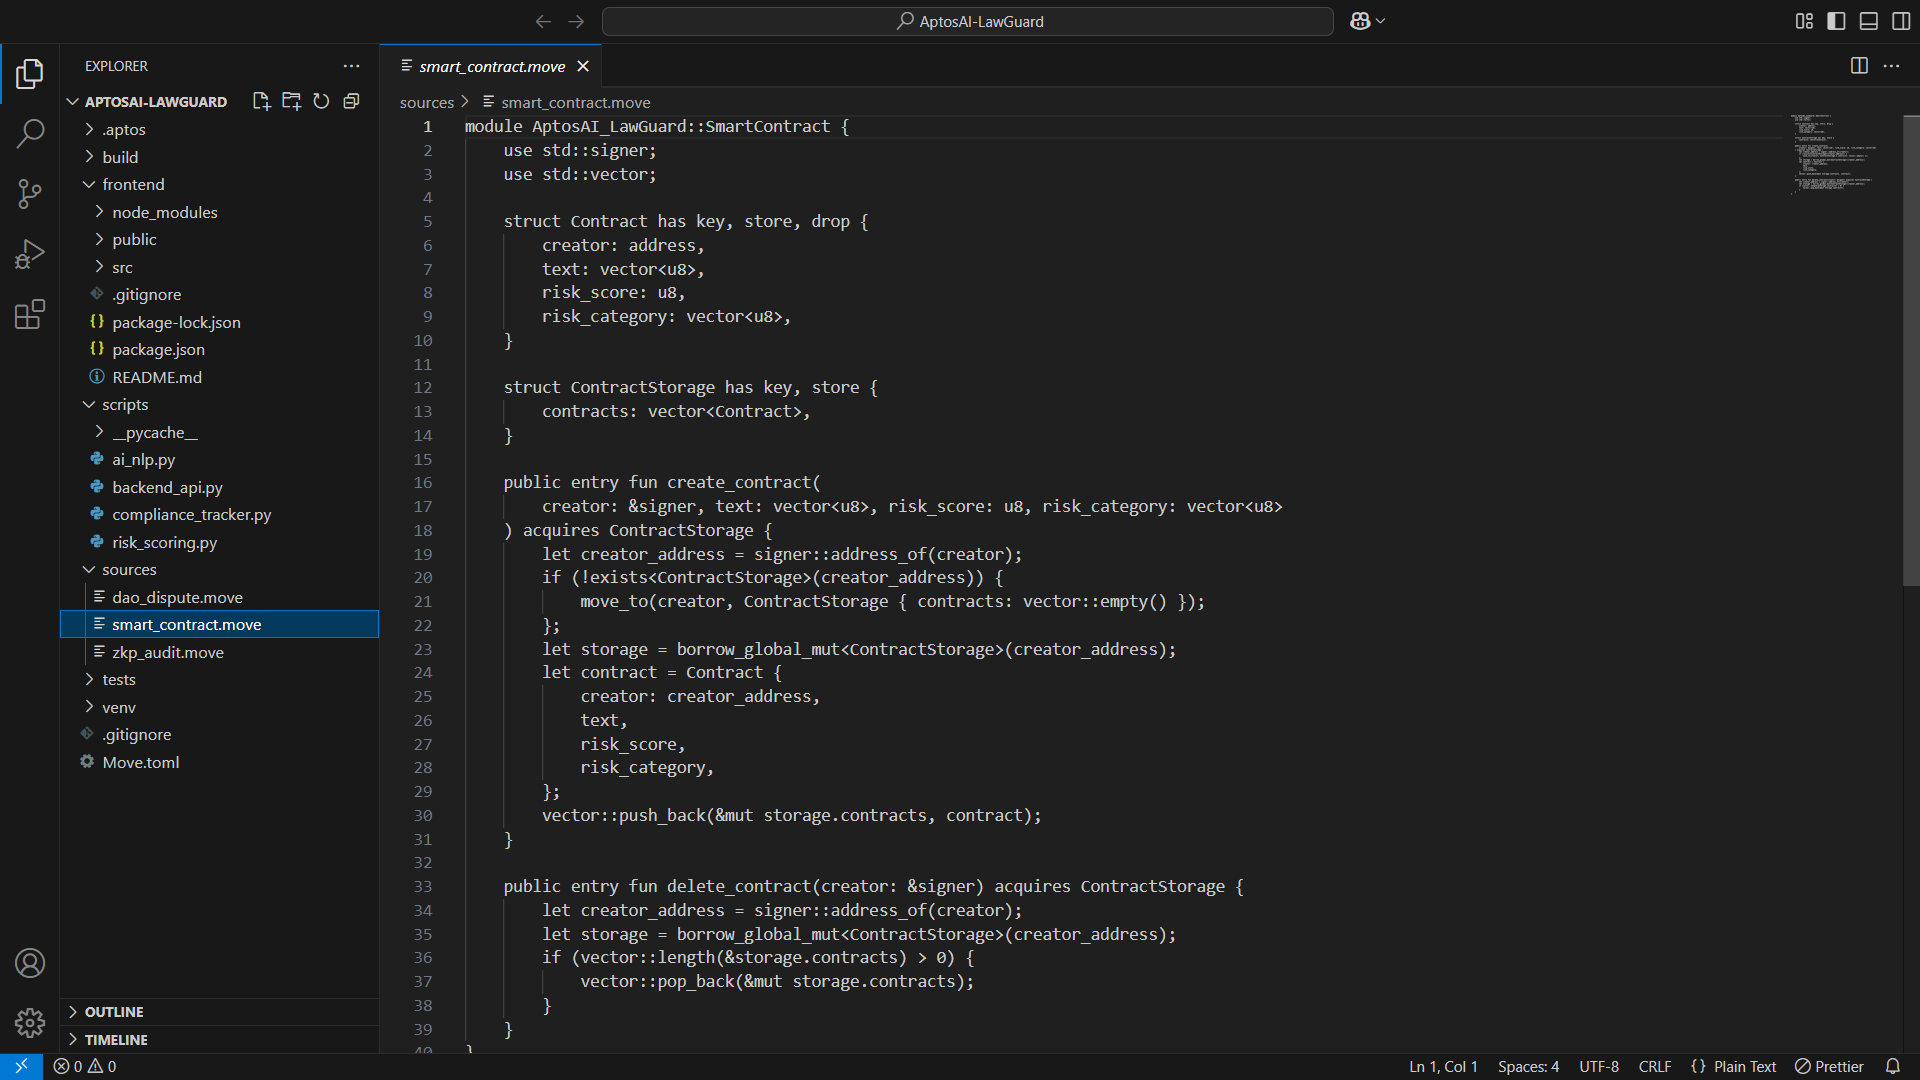 AptosAI-LawGuard
EXPLORER
APTOSAI-LAWGUARD
.aptos
build
frontend
node_modules
public
src
.gitignore
package-lock.json
package.json
README.md
scripts
__pycache__
ai_nlp.py
backend_api.py
compliance_tracker.py
risk_scoring.py
sources
dao_dispute.move
smart_contract.move
zkp_audit.move
tests
venv
.gitignore
Move.toml
OUTLINE
TIMELINE
smart_contract.move
sources > smart_contract.move
1 module AptosAI_LawGuard::SmartContract {
2     use std::signer;
3     use std::vector;
4
5     struct Contract has key, store, drop {
6         creator: address,
7         text: vector<u8>,
8         risk_score: u8,
9         risk_category: vector<u8>,
10     }
11
12     struct ContractStorage has key, store {
13         contracts: vector<Contract>,
14     }
15
16     public entry fun create_contract(
17         creator: &signer, text: vector<u8>, risk_score: u8, risk_category: vector<u8>
18     ) acquires ContractStorage {
19         let creator_address = signer::address_of(creator);
20         if (!exists<ContractStorage>(creator_address)) {
21             move_to(creator, ContractStorage { contracts: vector::empty() });
22         };
23         let storage = borrow_global_mut<ContractStorage>(creator_address);
24         let contract = Contract {
25             creator: creator_address,
26             text,
27             risk_score,
28             risk_category,
29         };
30         vector::push_back(&mut storage.contracts, contract);
31     }
32
33     public entry fun delete_contract(creator: &signer) acquires ContractStorage {
34         let creator_address = signer::address_of(creator);
35         let storage = borrow_global_mut<ContractStorage>(creator_address);
36         if (vector::length(&storage.contracts) > 0) {
37             vector::pop_back(&mut storage.contracts);
38         }
39     }
40 }
0 0
Ln 1, Col 1 Spaces: 4 UTF-8 CRLF {} Plain Text Prettier